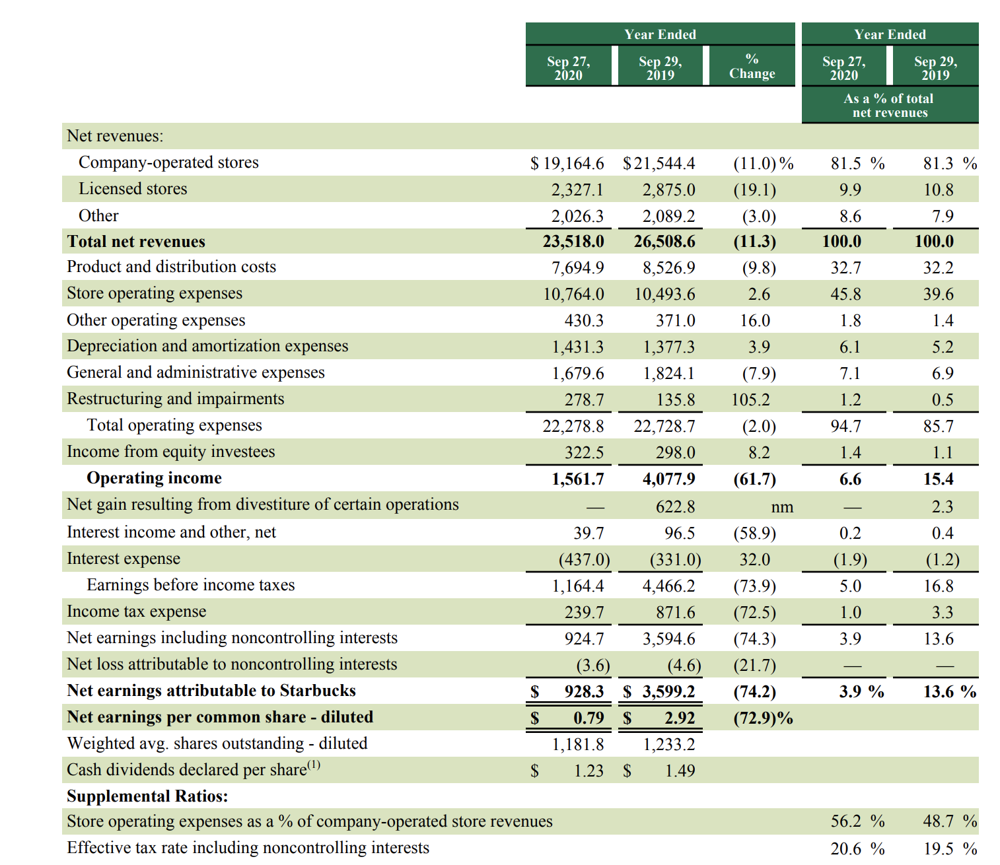 Year Ended Year Ended
Sep 27, 2020 Sep 29, 2019 % Change Sep 27, 2020 Sep 29, 2019
As a % of total net revenues
Net revenues:
Company-operated stores $ 19,164.6 $ 21,544.4 (11.0)% 81.5 % 81.3 %
Licensed stores 2,327.1 2,875.0 (19.1) 9.9 10.8
Other 2,026.3 2,089.2 (3.0) 8.6 7.9
Total net revenues 23,518.0 26,508.6 (11.3) 100.0 100.0
Product and distribution costs 7,694.9 8,526.9 (9.8) 32.7 32.2
Store operating expenses 10,764.0 10,493.6 2.6 45.8 39.6
Other operating expenses 430.3 371.0 16.0 1.8 1.4
Depreciation and amortization expenses 1,431.3 1,377.3 3.9 6.1 5.2
General and administrative expenses 1,679.6 1,824.1 (7.9) 7.1 6.9
Restructuring and impairments 278.7 135.8 105.2 1.2 0.5
Total operating expenses 22,278.8 22,728.7 (2.0) 94.7 85.7
Income from equity investees 322.5 298.0 8.2 1.4 1.1
Operating income 1,561.7 4,077.9 (61.7) 6.6 15.4
Net gain resulting from divestiture of certain operations — 622.8 nm — 2.3
Interest income and other, net 39.7 96.5 (58.9) 0.2 0.4
Interest expense (437.0) (331.0) 32.0 (1.9) (1.2)
Earnings before income taxes 1,164.4 4,466.2 (73.9) 5.0 16.8
Income tax expense 239.7 871.6 (72.5) 1.0 3.3
Net earnings including noncontrolling interests 924.7 3,594.6 (74.3) 3.9 13.6
Net loss attributable to noncontrolling interests (3.6) (4.6) (21.7) — —
Net earnings attributable to Starbucks $ 928.3 $ 3,599.2 (74.2) 3.9 % 13.6 %
Net earnings per common share - diluted $ 0.79 $ 2.92 (72.9)%
Weighted avg. shares outstanding - diluted 1,181.8 1,233.2
Cash dividends declared per share(1) $ 1.23 $ 1.49
Supplemental Ratios:
Store operating expenses as a % of company-operated store revenues 56.2 % 48.7 %
Effective tax rate including noncontrolling interests 20.6 % 19.5 %